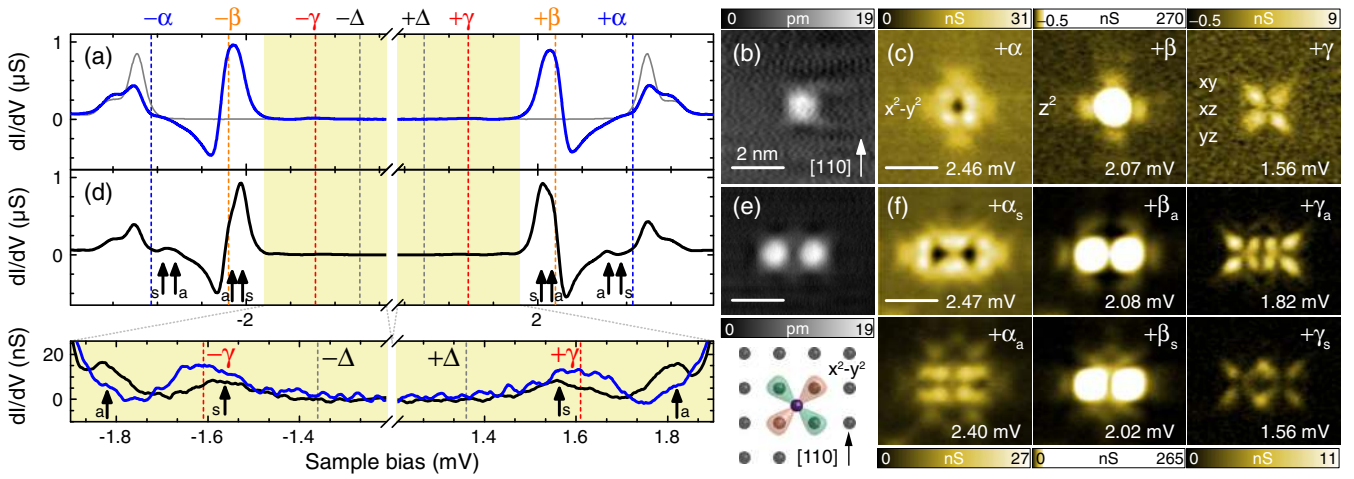 −α −β −γ −Δ +Δ +γ +β +α
(a)
dI/dV (µS)
1
0
(d)
dI/dV (µS)
1
0
s a a s s a a s
-2 2
dI/dV (nS)
20
0
−γ −Δ +Δ +γ
a s s a
-1.8 -1.6 -1.4 1.4 1.6 1.8
Sample bias (mV)
0 pm 19
(b)
2 nm
[110]
(e)
0 pm 19
x²-y²
[110]
0 nS 31
−0.5 nS 270
−0.5 nS 9
(c) +α
x²-y²
2.46 mV
+β
z²
2.07 mV
+γ
xy
xz
yz
1.56 mV
(f) +αs
2.47 mV
+βa
2.08 mV
+γa
1.82 mV
+αa
2.40 mV
+βs
2.02 mV
+γs
1.56 mV
0 nS 27
0 nS 265
0 nS 11